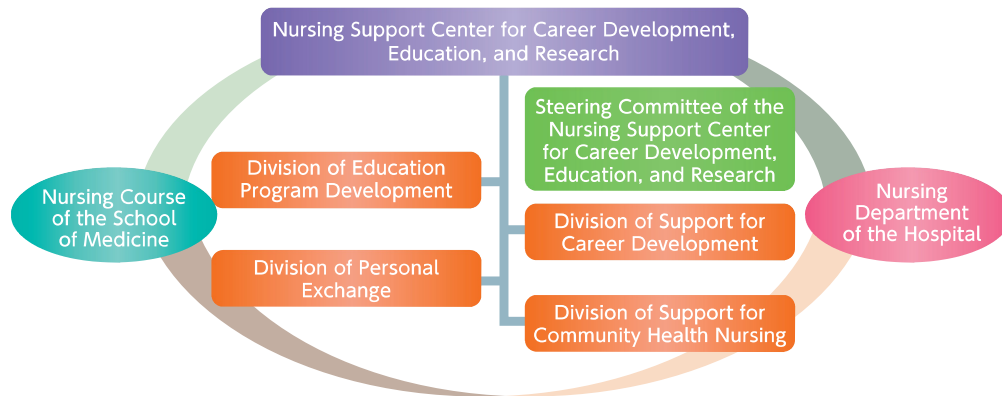 Nursing Support Center for Career Development,
Education, and Research
Steering Committee of the
Nursing Support Center
for Career Development,
Education, and Research
Division of Education
Program Development
Nursing Course
of the School
of Medicine
Division of Support for
Career Development
Nursing
Department
of the Hospital
Division of Personal
Exchange
Division of Support for
Community Health Nursing